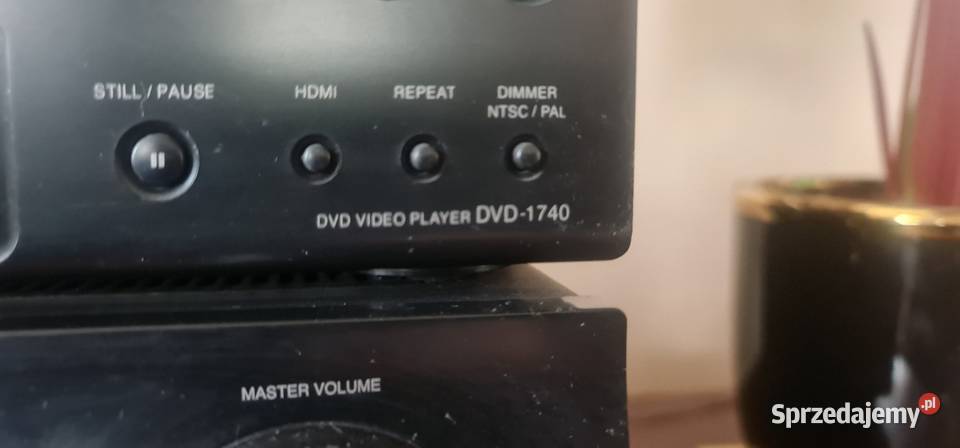 STILL / PAUSE
HDMI
REPEAT
DIMMER
NTSC / PAL
DVD VIDEO PLAYER DVD-1740
MASTER VOLUME
Sprzedajemy.pl